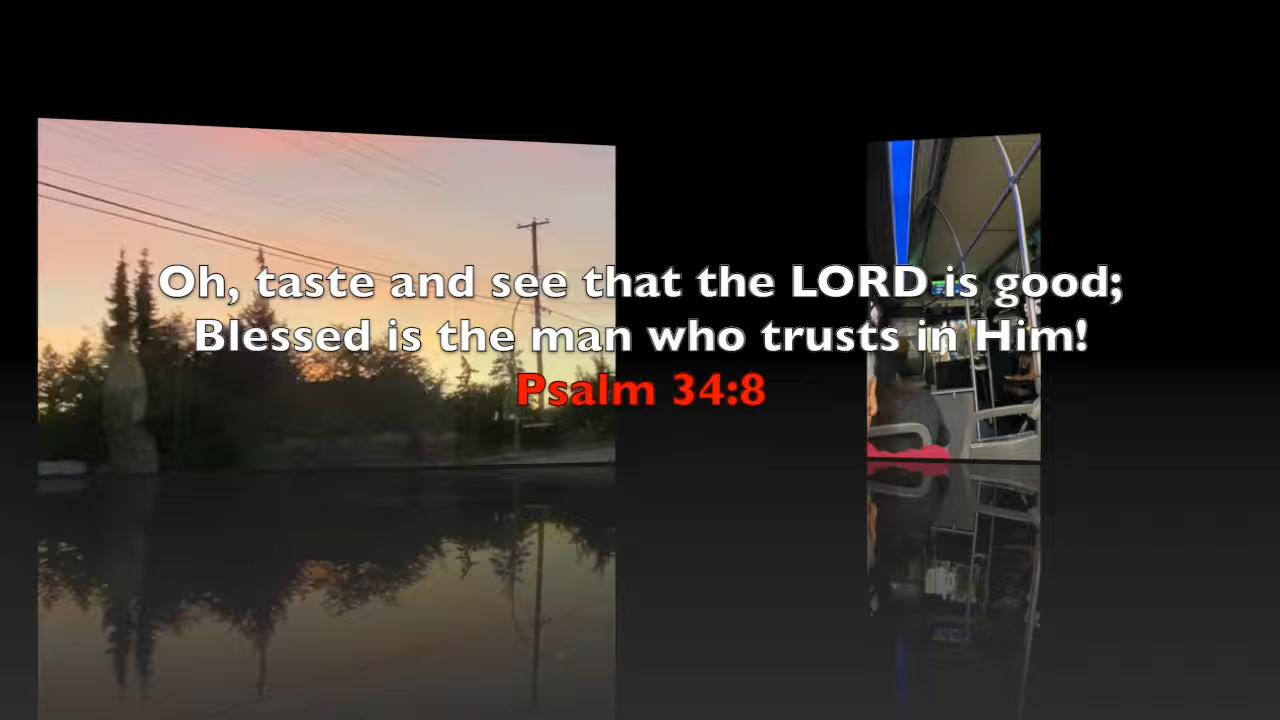 Oh, taste and see that the LORD is good;
Blessed is the man who trusts in Him!
Psalm 34:8